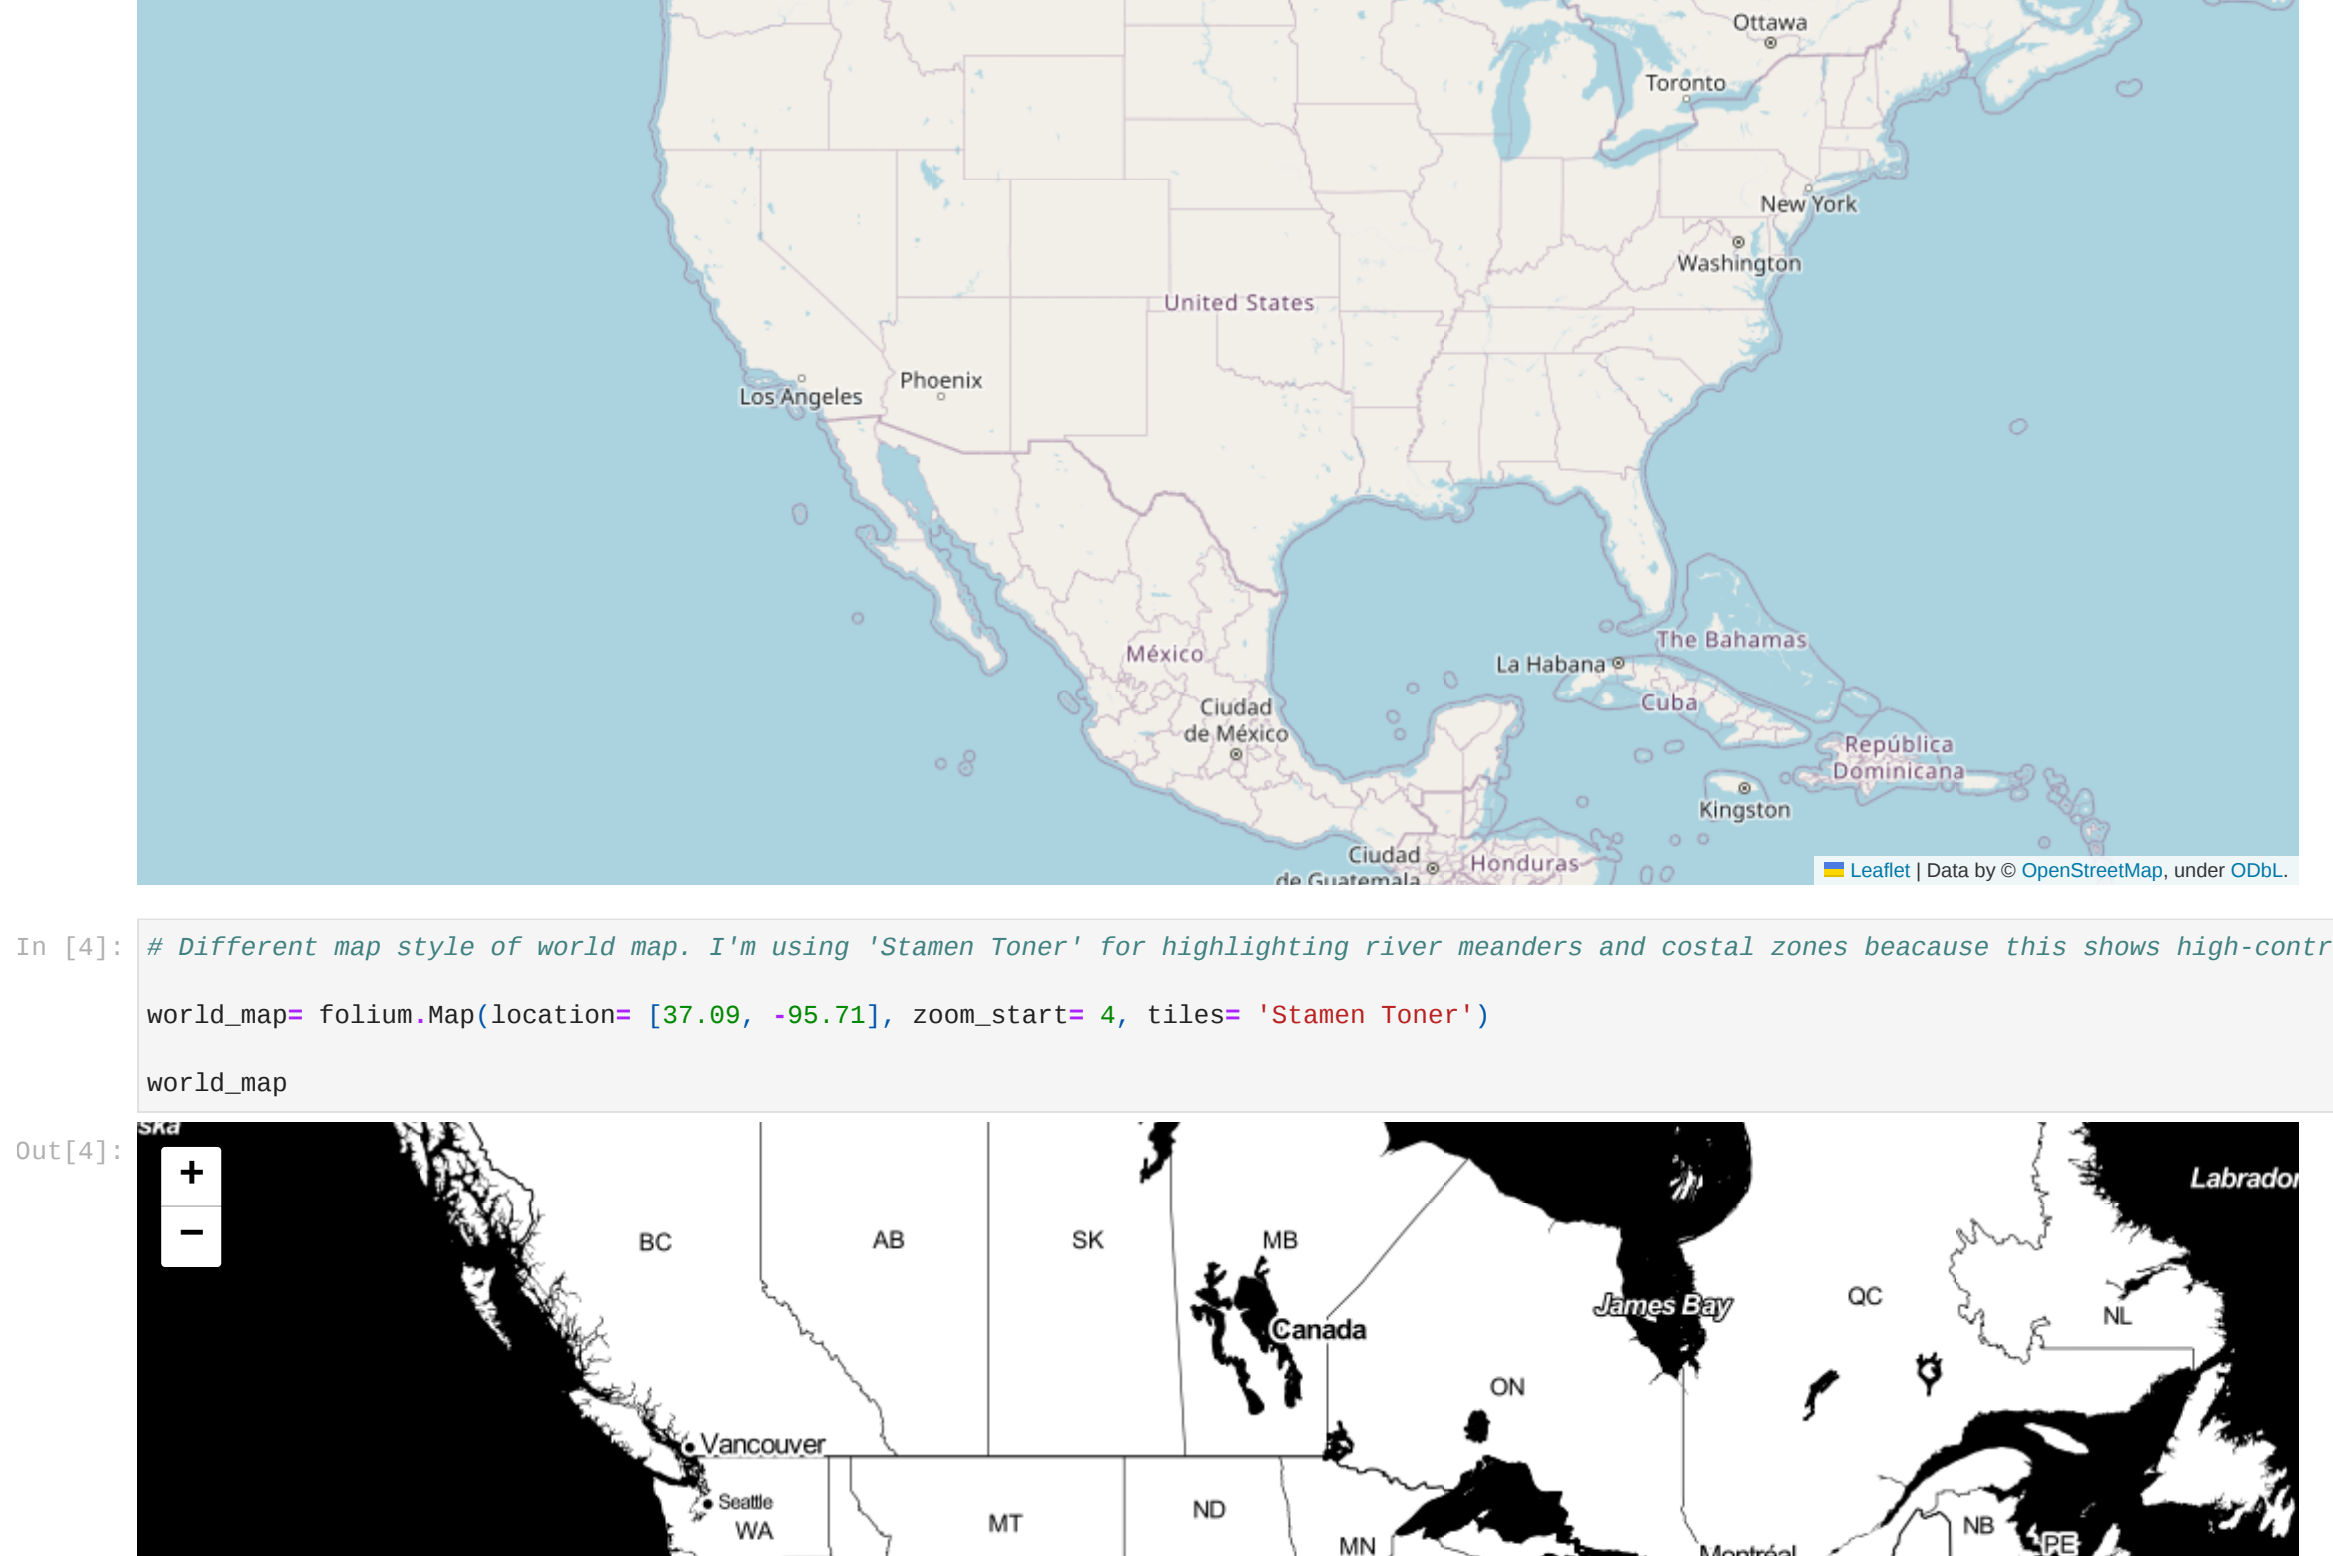 Ottawa
Toronto
New York
Washington
United States
Phoenix
Los Angeles
The Bahamas
México
La Habana
Cuba
Ciudad
de México
República
Dominicana
Kingston
Ciudad
de Guatemala
Honduras
Leaflet | Data by © OpenStreetMap, under ODbL.
In [4]:
# Different map style of world map. I'm using 'Stamen Toner' for highlighting river meanders and costal zones beacause this shows high-contr
world_map= folium.Map(location= [37.09, -95.71], zoom_start= 4, tiles= 'Stamen Toner')
world_map
Out[4]:
ska
+
−
Labrador
BC
AB
SK
MB
James Bay
QC
NL
Canada
ON
Vancouver
Seattle
WA
MT
ND
MN
NB
PE
Montréal